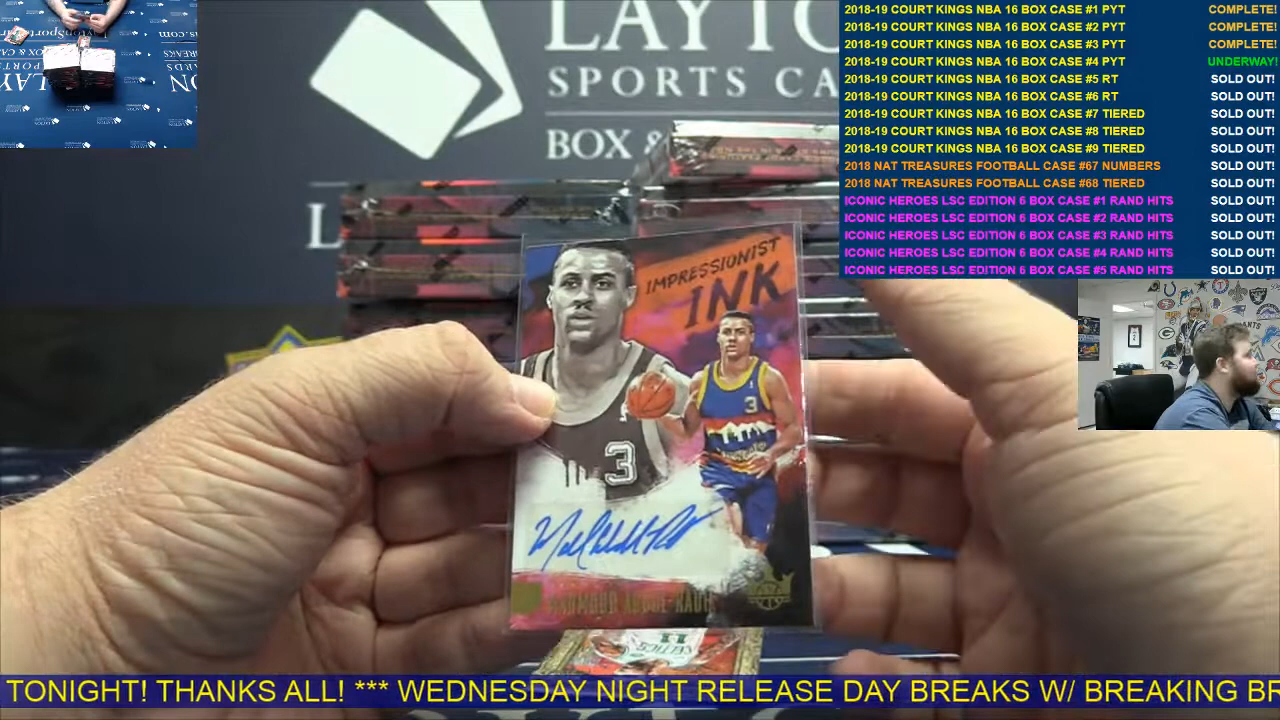 LAYTO
SPORTS CA
BOX &
L
2018-19 COURT KINGS NBA 16 BOX CASE #1 PYT COMPLETE!
2018-19 COURT KINGS NBA 16 BOX CASE #2 PYT COMPLETE!
2018-19 COURT KINGS NBA 16 BOX CASE #3 PYT COMPLETE!
2018-19 COURT KINGS NBA 16 BOX CASE #4 PYT UNDERWAY!
2018-19 COURT KINGS NBA 16 BOX CASE #5 RT SOLD OUT!
2018-19 COURT KINGS NBA 16 BOX CASE #6 RT SOLD OUT!
2018-19 COURT KINGS NBA 16 BOX CASE #7 TIERED SOLD OUT!
2018-19 COURT KINGS NBA 16 BOX CASE #8 TIERED SOLD OUT!
2018-19 COURT KINGS NBA 16 BOX CASE #9 TIERED SOLD OUT!
2018 NAT TREASURES FOOTBALL CASE #67 NUMBERS SOLD OUT!
2018 NAT TREASURES FOOTBALL CASE #68 TIERED SOLD OUT!
ICONIC HEROES LSC EDITION 6 BOX CASE #1 RAND HITS SOLD OUT!
ICONIC HEROES LSC EDITION 6 BOX CASE #2 RAND HITS SOLD OUT!
ICONIC HEROES LSC EDITION 6 BOX CASE #3 RAND HITS SOLD OUT!
ICONIC HEROES LSC EDITION 6 BOX CASE #4 RAND HITS SOLD OUT!
ICONIC HEROES LSC EDITION 6 BOX CASE #5 RAND HITS SOLD OUT!
IMPRESSIONIST
INK
3
3
MAHMOUD ABDUL-RAUF
CELTICS
11
TONIGHT! THANKS ALL! *** WEDNESDAY NIGHT RELEASE DAY BREAKS W/ BREAKING BR